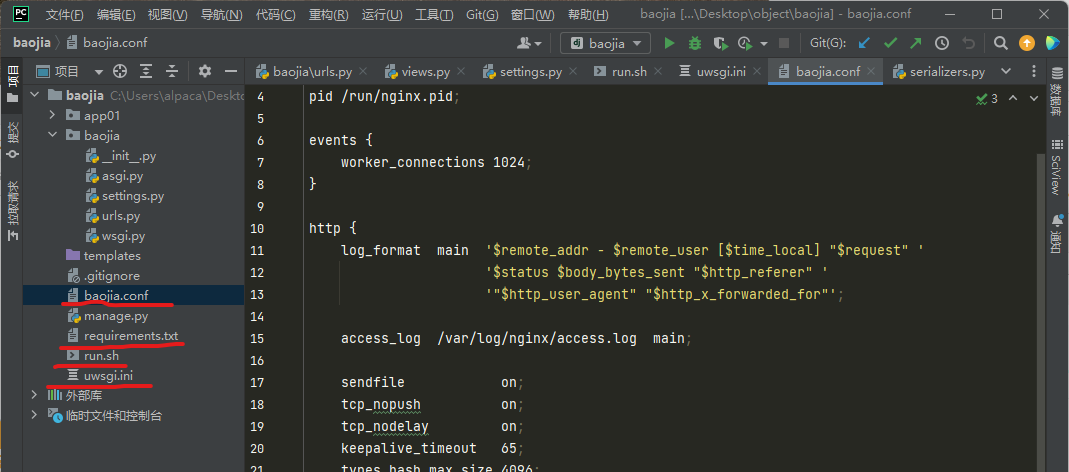 文件(F) 编辑(E) 视图(V) 导航(N) 代码(C) 重构(R) 运行(U) 工具(T) Git(G) 窗口(W) 帮助(H) baojia [...\Desktop\object\baojia] - baojia.conf
baojia baojia.conf baojia Git(G):
项目 baojia\urls.py views.py settings.py run.sh uwsgi.ini baojia.conf serializers.py
项目
提交
拉取请求
baojia C:\Users\alpaca\Deskto
app01
baojia
__init__.py
asgi.py
settings.py
urls.py
wsgi.py
templates
.gitignore
baojia.conf
manage.py
requirements.txt
run.sh
uwsgi.ini
外部库
临时文件和控制台
4 pid /run/nginx.pid; 3
5
6 events {
7 worker_connections 1024;
8 }
9
10 http {
11 log_format main '$remote_addr - $remote_user [$time_local] "$request" '
12 '$status $body_bytes_sent "$http_referer" '
13 '"$http_user_agent" "$http_x_forwarded_for"';
14
15 access_log /var/log/nginx/access.log main;
16
17 sendfile on;
18 tcp_nopush on;
19 tcp_nodelay on;
20 keepalive_timeout 65;
21 types_hash_max_size 4096;
数据库
SciView
通知